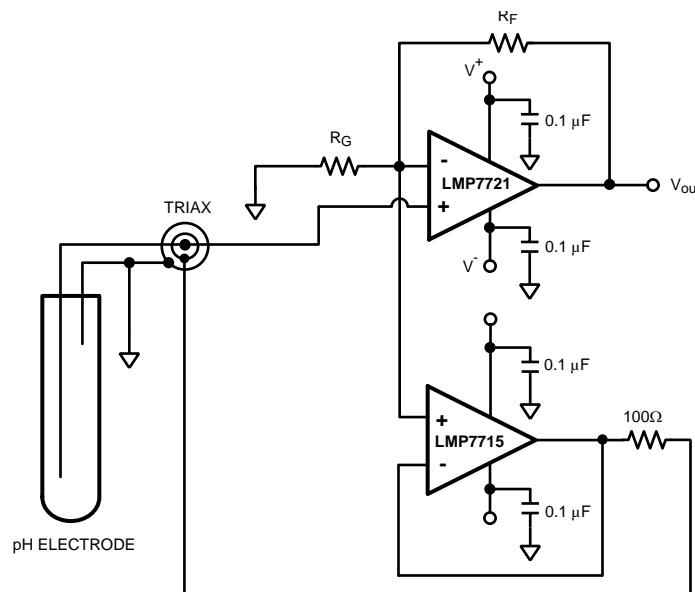 RF
V+
0.1 µF
RG
-
LMP7721
+
Vou
TRIAX
0.1 µF
V-
0.1 µF
+
LMP7715
-
100Ω
0.1 µF
pH ELECTRODE